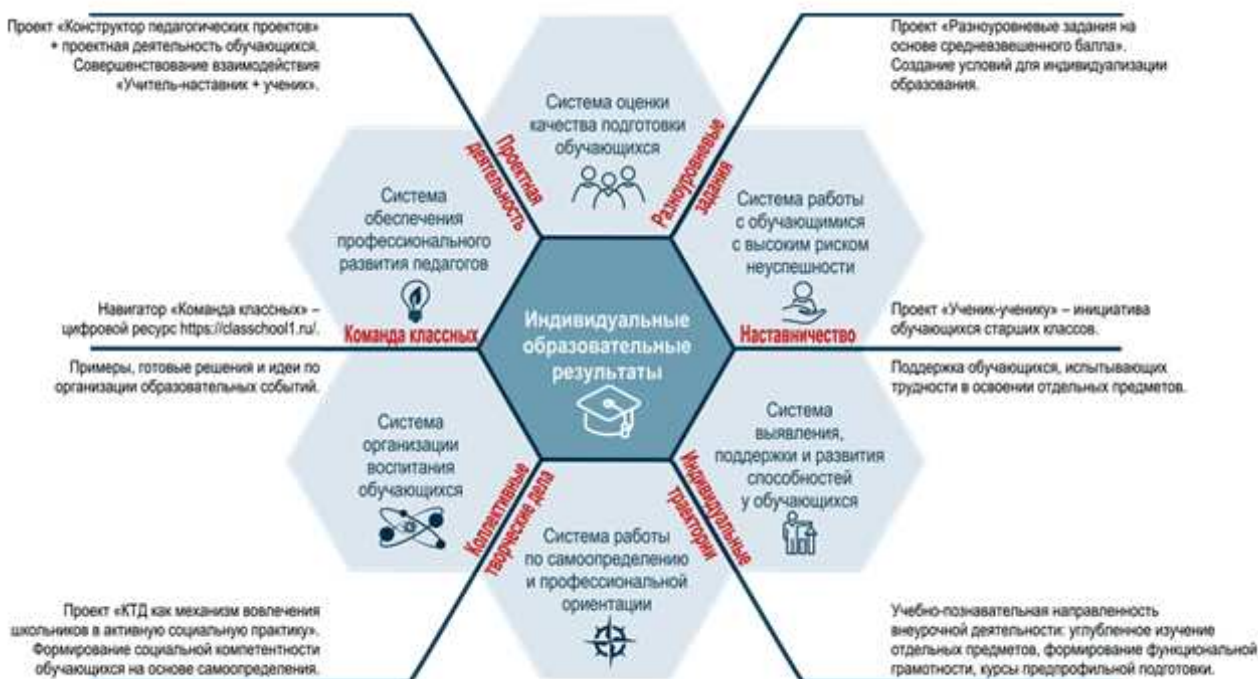 Проект «Конструктор педагогических проектов»
+ проектная деятельность обучающихся.
Совершенствование взаимодействия
«Учитель-наставник + ученик».
Проект «Разноуровневые задания на
основе средневзвешенного балла».
Создание условий для индивидуализации
образования.
Система оценки
качества подготовки
обучающихся
Проектная
деятельность
Разноуровневые
задания
Система
обеспечения
профессионального
развития педагогов
Система работы
с обучающимися
с высоким риском
неуспешности
Навигатор «Команда классных» –
цифровой ресурс https://classchool1.ru/.
Команда классных
Индивидуальные
образовательные
результаты
Наставничество
Проект «Ученик-ученику» – инициатива
обучающихся старших классов.
Примеры, готовые решения и идеи по
организации образовательных событий.
Поддержка обучающихся, испытывающих
трудности в освоении отдельных предметов.
Система
организации
воспитания
обучающихся
Система
выявления,
поддержки и развития
способностей
у обучающихся
Коллективные
творческие дела
Индивидуальные
траектории
Система работы
по самоопределению
и профессиональной
ориентации
Проект «КТД как механизм вовлечения
школьников в активную социальную практику».
Формирование социальной компетентности
обучающихся на основе самоопределения.
Учебно-познавательная направленность
внеурочной деятельности: углубленное изучение
отдельных предметов, формирование функциональной
грамотности, курсы предпрофильной подготовки.